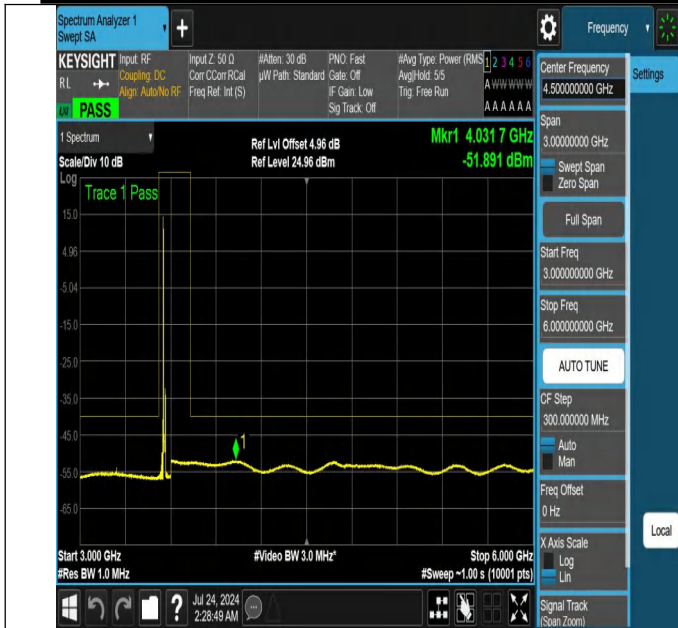 Spectrum Analyzer 1
Swept SA
+
Frequency
KEYSIGHT
RL
LXI
PASS
Input: RF
Coupling: DC
Align: Auto/No RF
Input Z: 50 Ω
Corr CCorr RCal
Freq Ref: Int (S)
#Atten: 30 dB
µW Path: Standard
PNO: Fast
Gate: Off
IF Gain: Low
Sig Track: Off
#Avg Type: Power (RMS
Avg|Hold: 5/5
Trig: Free Run
1 2 3 4 5 6
A W W W W W
A A A A A A
1 Spectrum
Scale/Div 10 dB
Ref Lvl Offset 4.96 dB
Ref Level 24.96 dBm
Mkr1 4.031 7 GHz
-51.891 dBm
Log
Trace 1 Pass
15.0
4.96
-5.04
-15.0
-25.0
-35.0
-45.0
-55.0
-65.0
1
Start 3.000 GHz
#Res BW 1.0 MHz
#Video BW 3.0 MHz*
Stop 6.000 GHz
#Sweep ~1.00 s (10001 pts)
?
Jul 24, 2024
2:28:49 AM
Center Frequency
4.500000000 GHz
Settings
Span
3.00000000 GHz
Swept Span
Zero Span
Full Span
Start Freq
3.000000000 GHz
Stop Freq
6.000000000 GHz
AUTO TUNE
CF Step
300.000000 MHz
Auto
Man
Freq Offset
0 Hz
Local
X Axis Scale
Log
Lin
Signal Track
(Span Zoom)